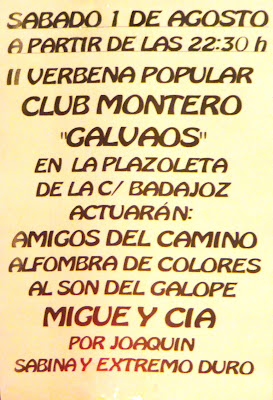 SABADO 1 DE AGOSTO
A PARTIR DE LAS 22:30 h
II VERBENA POPULAR
CLUB MONTERO
"GALVAOS"
EN LA PLAZOLETA
DE LA C/ BADAJOZ
ACTUARÁN:
AMIGOS DEL CAMINO
ALFOMBRA DE COLORES
AL SON DEL GALOPE
MIGUE Y CIA
POR JOAQUIN
SABINA Y EXTREMO DURO